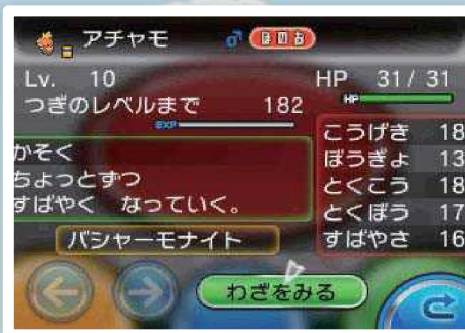 アチャモ ♂ ほのお
Lv. 10
つぎのレベルまで 182
EXP
HP 31/ 31
HP
かそく
ちょっとずつ
すばやく なっていく。
バシャーモナイト
こうげき 18
ぼうぎょ 13
とくこう 18
とくぼう 17
すばやさ 16
わざをみる